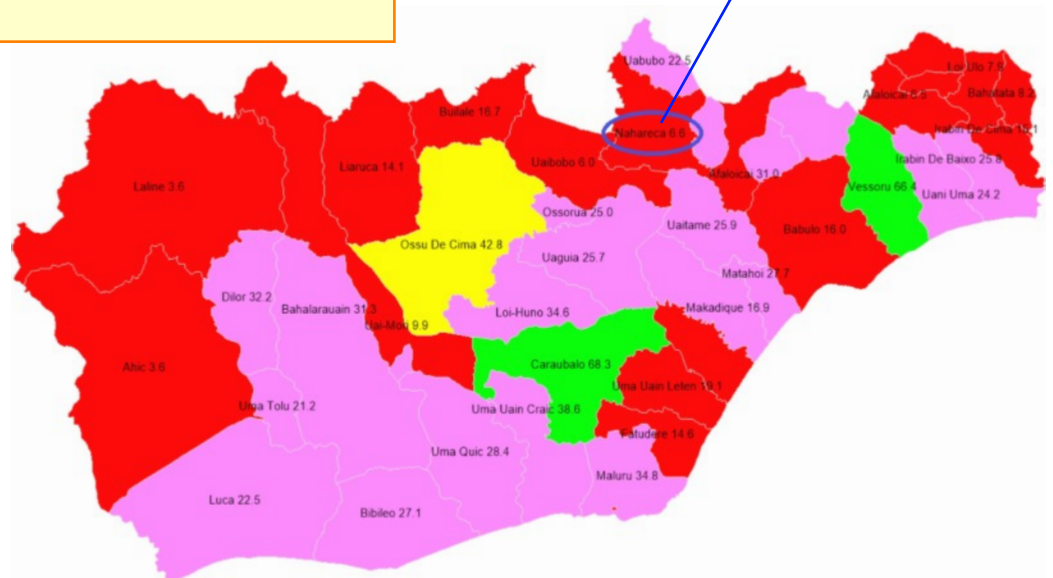 Uabubo 22.5
Loi Ulo 7.8
Afaloicai 6.6
Bahatata 8.2
Builale 16.7
Nahareca 6.6
Irabin De Cima 15.1
Laline 3.6
Liaruca 14.1
Uaibobo 6.0
Afaloicai 31.0
Irabin De Baixo 25.8
Vessoru 66.4
Uani Uma 24.2
Ossorua 25.0
Uaitame 25.9
Babulo 16.0
Ossu De Cima 42.8
Uaguia 25.7
Matahoi 27.7
Dilor 32.2
Bahalarauain 31.3
Makadique 16.9
Loi-Huno 34.6
Uai-Mori 9.9
Ahic 3.6
Caraubalo 68.3
Uma Uain Leten 19.1
Uma Tolu 21.2
Uma Uain Craic 38.6
Fatudere 14.6
Uma Quic 28.4
Maluru 34.8
Luca 22.5
Bibileo 27.1